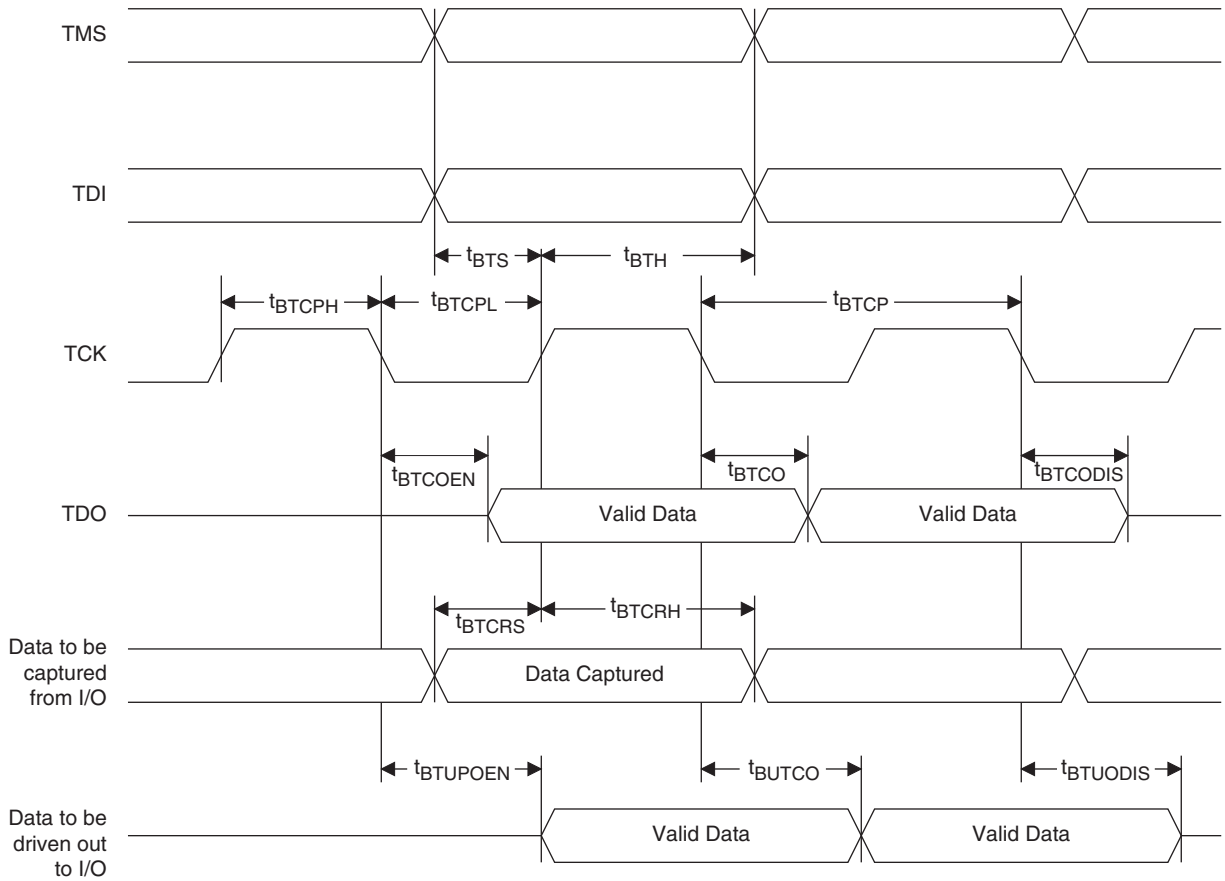 TMS
TDI
tBTS
tBTH
tBTCPH
tBTCPL
tBTCP
TCK
tBTCOEN
tBTCO
tBTCODIS
TDO
Valid Data
Valid Data
tBTCRS
tBTCRH
Data to be
captured
from I/O
Data Captured
tBTUPOEN
tBUTCO
tBTUODIS
Data to be
driven out
to I/O
Valid Data
Valid Data